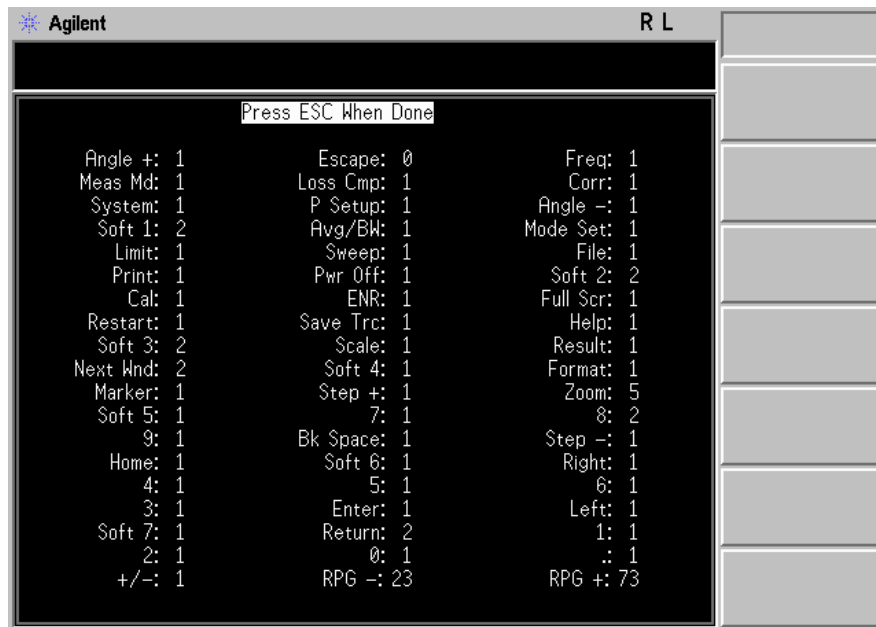 Agilent R L
Press ESC When Done
Angle +: 1 Escape: 0 Freq: 1
Meas Md: 1 Loss Cmp: 1 Corr: 1
System: 1 P Setup: 1 Angle -: 1
Soft 1: 2 Avg/BW: 1 Mode Set: 1
Limit: 1 Sweep: 1 File: 1
Print: 1 Pwr Off: 1 Soft 2: 2
Cal: 1 ENR: 1 Full Scr: 1
Restart: 1 Save Trc: 1 Help: 1
Soft 3: 2 Scale: 1 Result: 1
Next Wnd: 2 Soft 4: 1 Format: 1
Marker: 1 Step +: 1 Zoom: 5
Soft 5: 1 7: 1 8: 2
9: 1 Bk Space: 1 Step -: 1
Home: 1 Soft 6: 1 Right: 1
4: 1 5: 1 6: 1
3: 1 Enter: 1 Left: 1
Soft 7: 1 Return: 2 1: 1
2: 1 0: 1 .: 1
+/-: 1 RPG -: 23 RPG +: 73